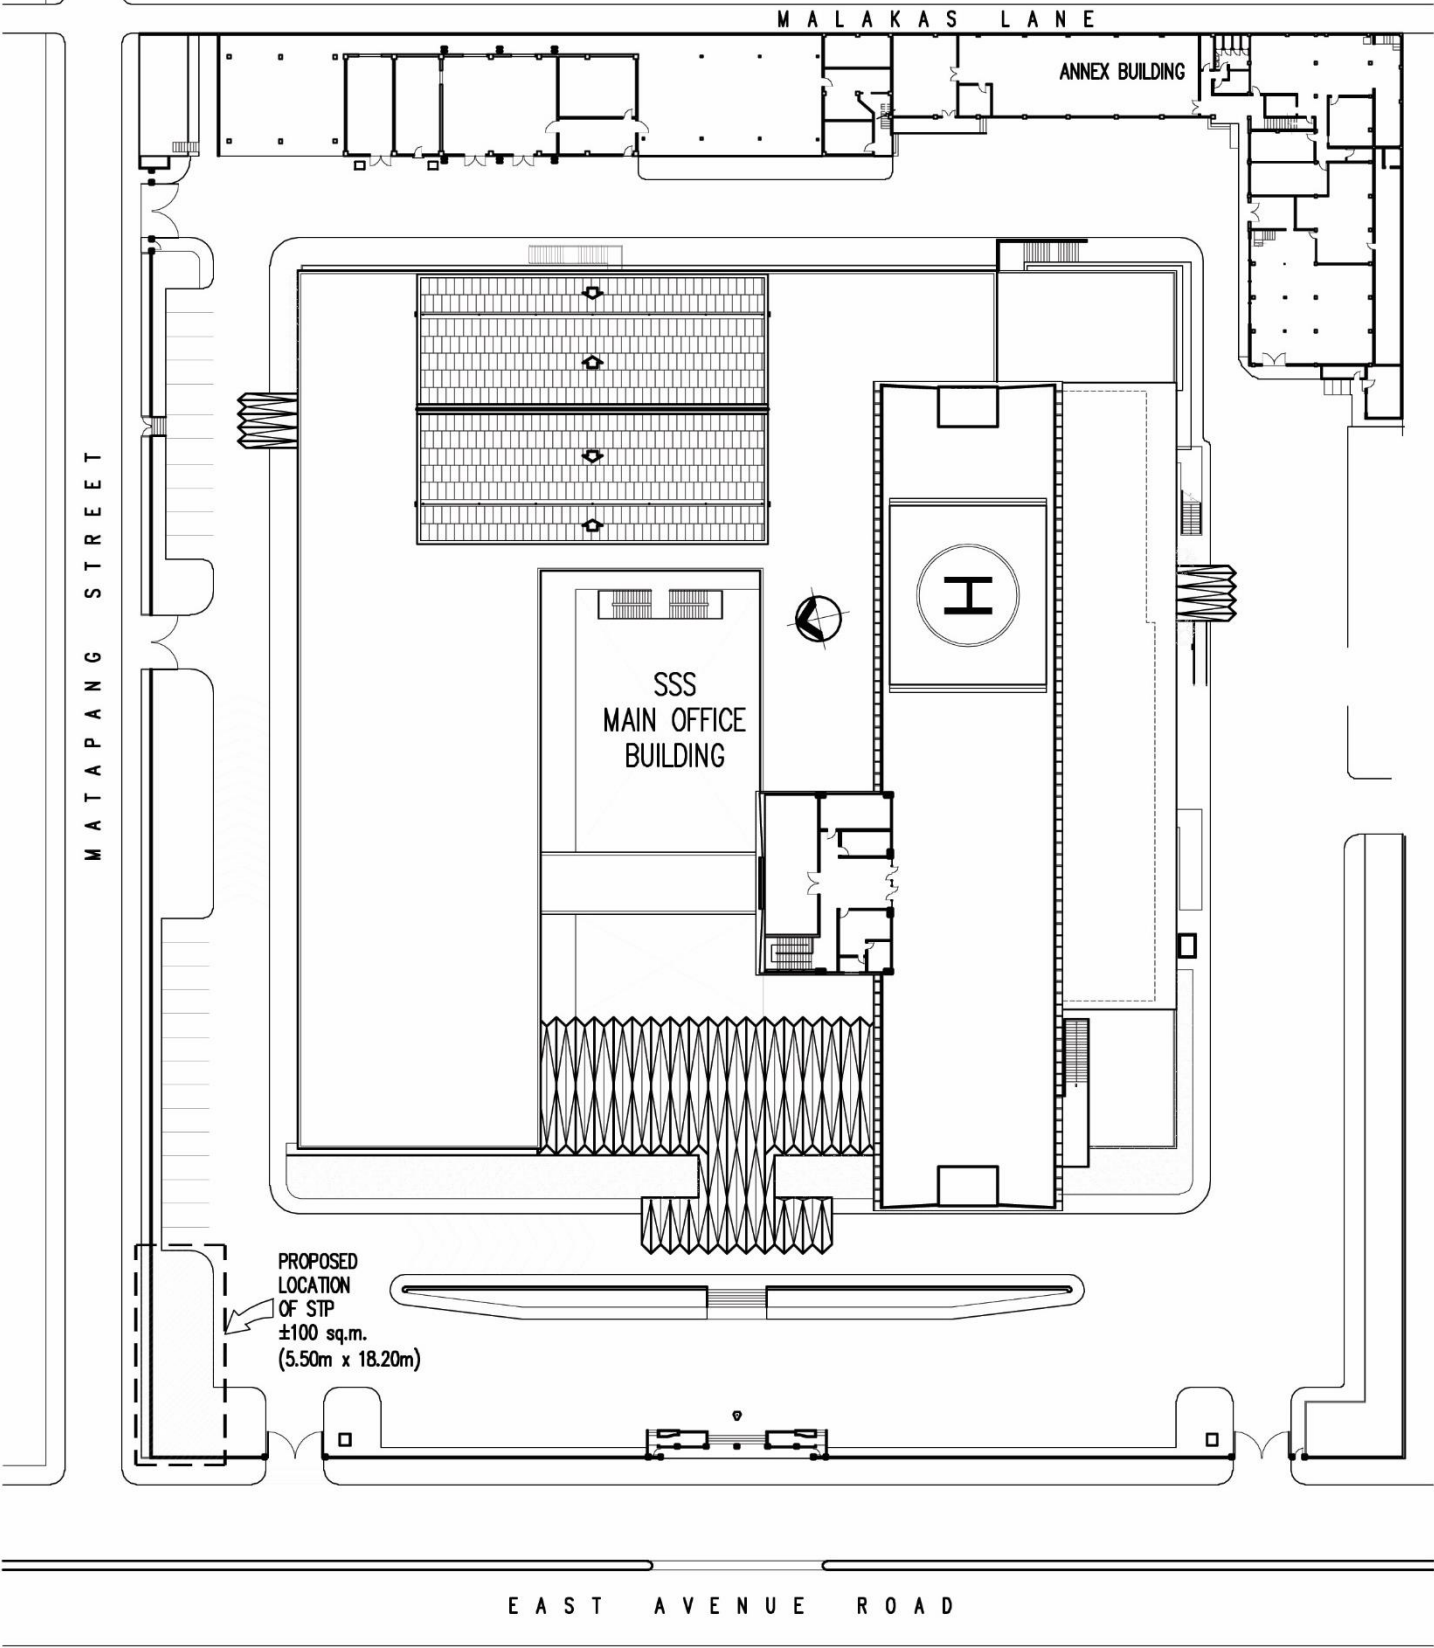 MALAKAS LANE
ANNEX BUILDING
MATAPANG STREET
H
SSS
MAIN OFFICE
BUILDING
PROPOSED
LOCATION
OF STP
±100 sq.m.
(5.50m x 18.20m)
EAST AVENUE ROAD